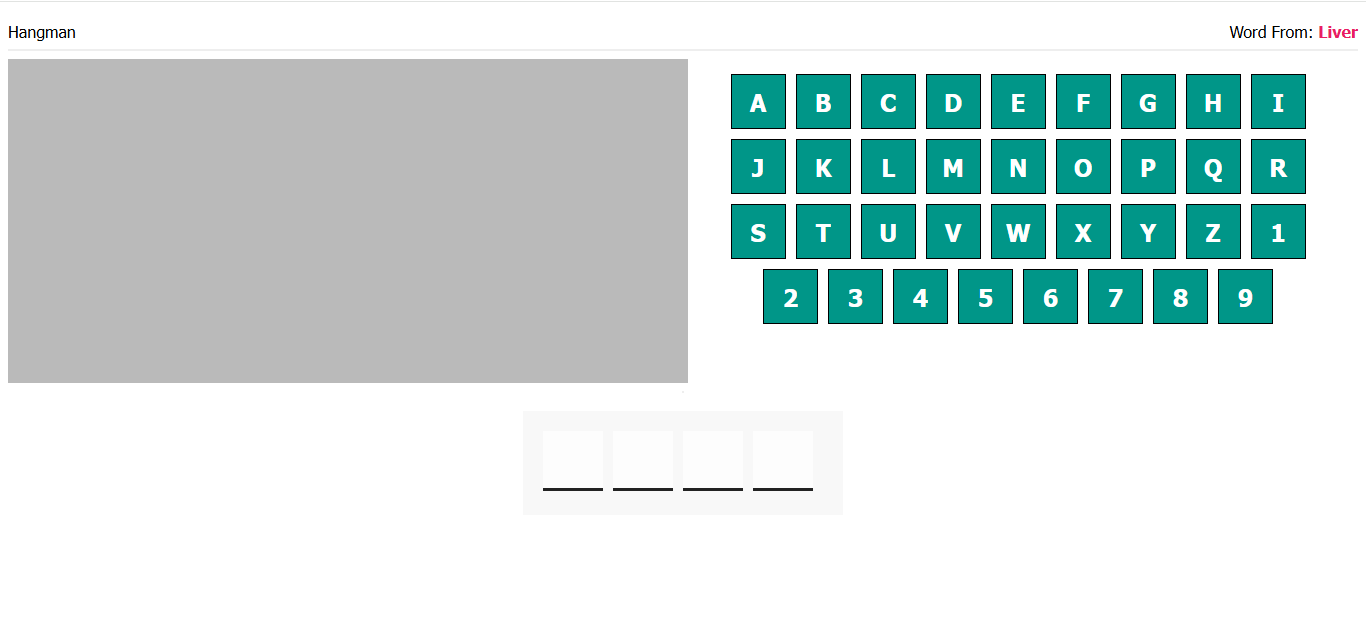 Hangman
Word From: Liver
A B C D E F G H I
J K L M N O P Q R
S T U V W X Y Z 1
2 3 4 5 6 7 8 9